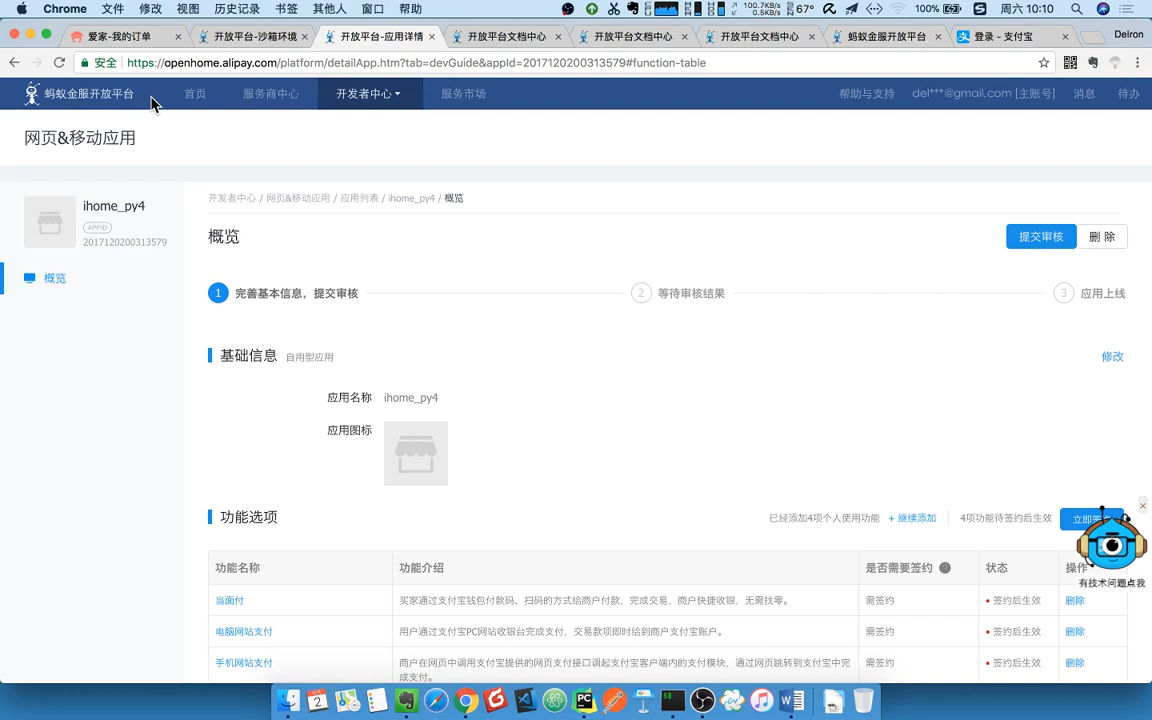 Chrome 文件 修改 视图 历史记录 书签 其他人 窗口 帮助 100.7KB/s 0.5KB/s 67° 100% 周六 10:10
爱家-我的订单 开放平台-沙箱环境 开放平台-应用详情 开放平台文档中心 开放平台文档中心 开放平台文档中心 蚂蚁金服开放平台 登录 - 支付宝 Delron
安全 https://openhome.alipay.com/platform/detailApp.htm?tab=devGuide&appId=2017120200313579#function-table
蚂蚁金服开放平台 首页 服务商中心 开发者中心 服务市场 帮助与支持 del***@gmail.com [主账号] 消息 待办
网页&移动应用
ihome_py4
APPID
2017120200313579
概览
开发者中心 / 网页&移动应用 / 应用列表 / ihome_py4 / 概览
概览 提交审核 删 除
1 完善基本信息，提交审核 2 等待审核结果 3 应用上线
基础信息 自用型应用 修改
应用名称 ihome_py4
应用图标
功能选项 已经添加4项个人使用功能 + 继续添加 4项功能待签约后生效 立即签
功能名称 功能介绍 是否需要签约 状态 操作
有技术问题点我
当面付 买家通过支付宝钱包付款码、扫码的方式给商户付款，完成交易、商户快捷收银，无需找零。 需签约 签约后生效 删除
电脑网站支付 用户通过支付宝PC网站收银台完成支付，交易款项即时给到商户支付宝账户。 需签约 签约后生效 删除
手机网站支付 商户在网页中调用支付宝提供的网页支付接口调起支付宝客户端内的支付模块，通过网页跳转到支付宝中完成支付。 需签约 签约后生效 删除